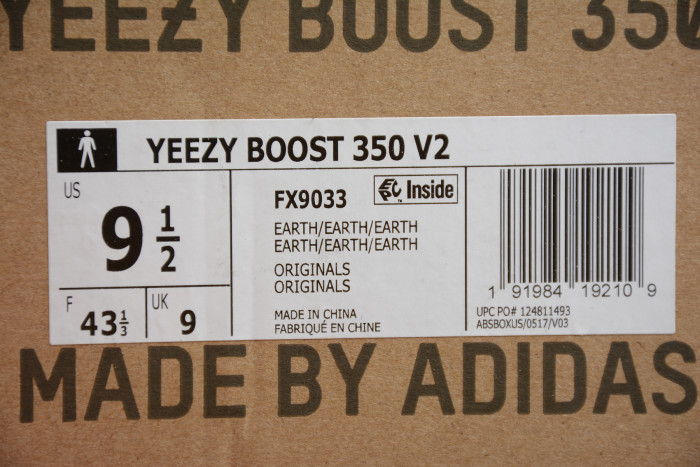 YEEZY BOOST 350
YEEZY BOOST 350 V2
US
9 1/2
F
43 1/3
UK
9
FX9033
EPC Inside
TM
EARTH/EARTH/EARTH
EARTH/EARTH/EARTH
ORIGINALS
ORIGINALS
MADE IN CHINA
FABRIQUÉ EN CHINE
1 91984 19210 9
UPC PO# 124811493
ABSBOXUS/0517/V03
MADE BY ADIDAS